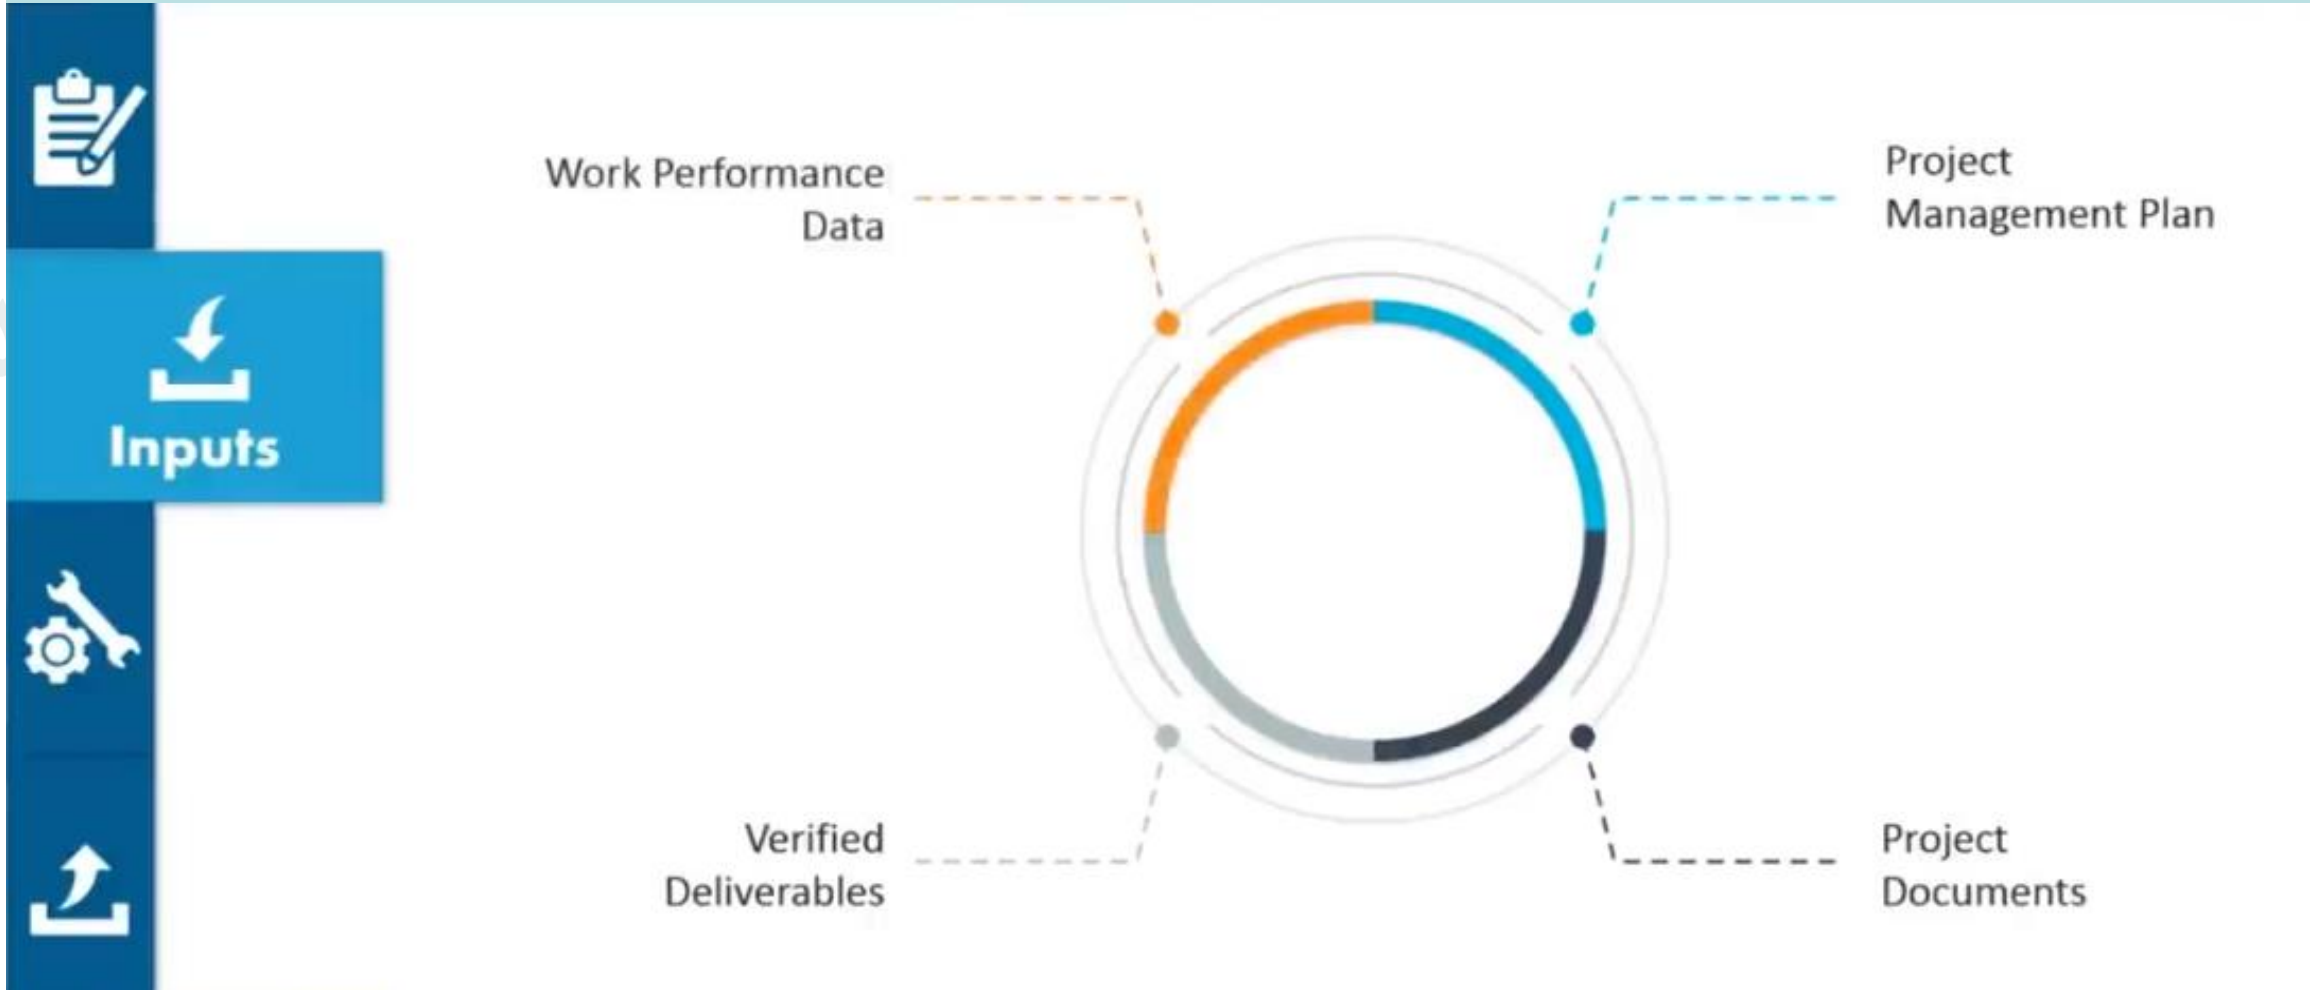 Inputs
Work Performance
Data
Project
Management Plan
Verified
Deliverables
Project
Documents